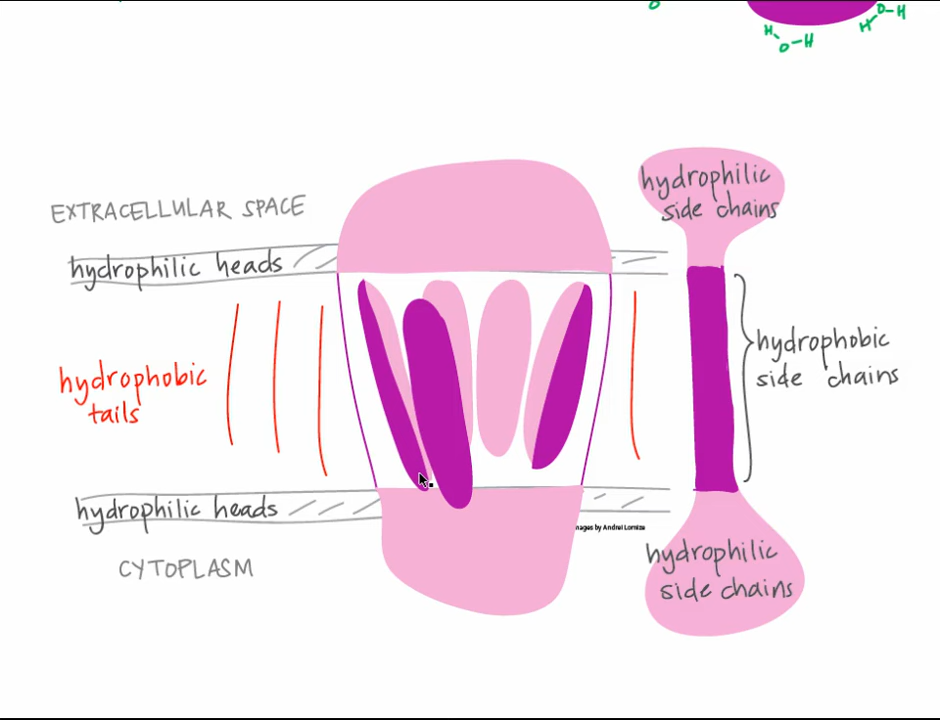 H
O-H
O-H
H
hydrophilic
side chains
EXTRACELLULAR SPACE
hydrophilic heads
hydrophobic
side chains
hydrophobic
tails
hydrophilic heads
nages by Andrei Lomize
CYTOPLASM
hydrophilic
side chains